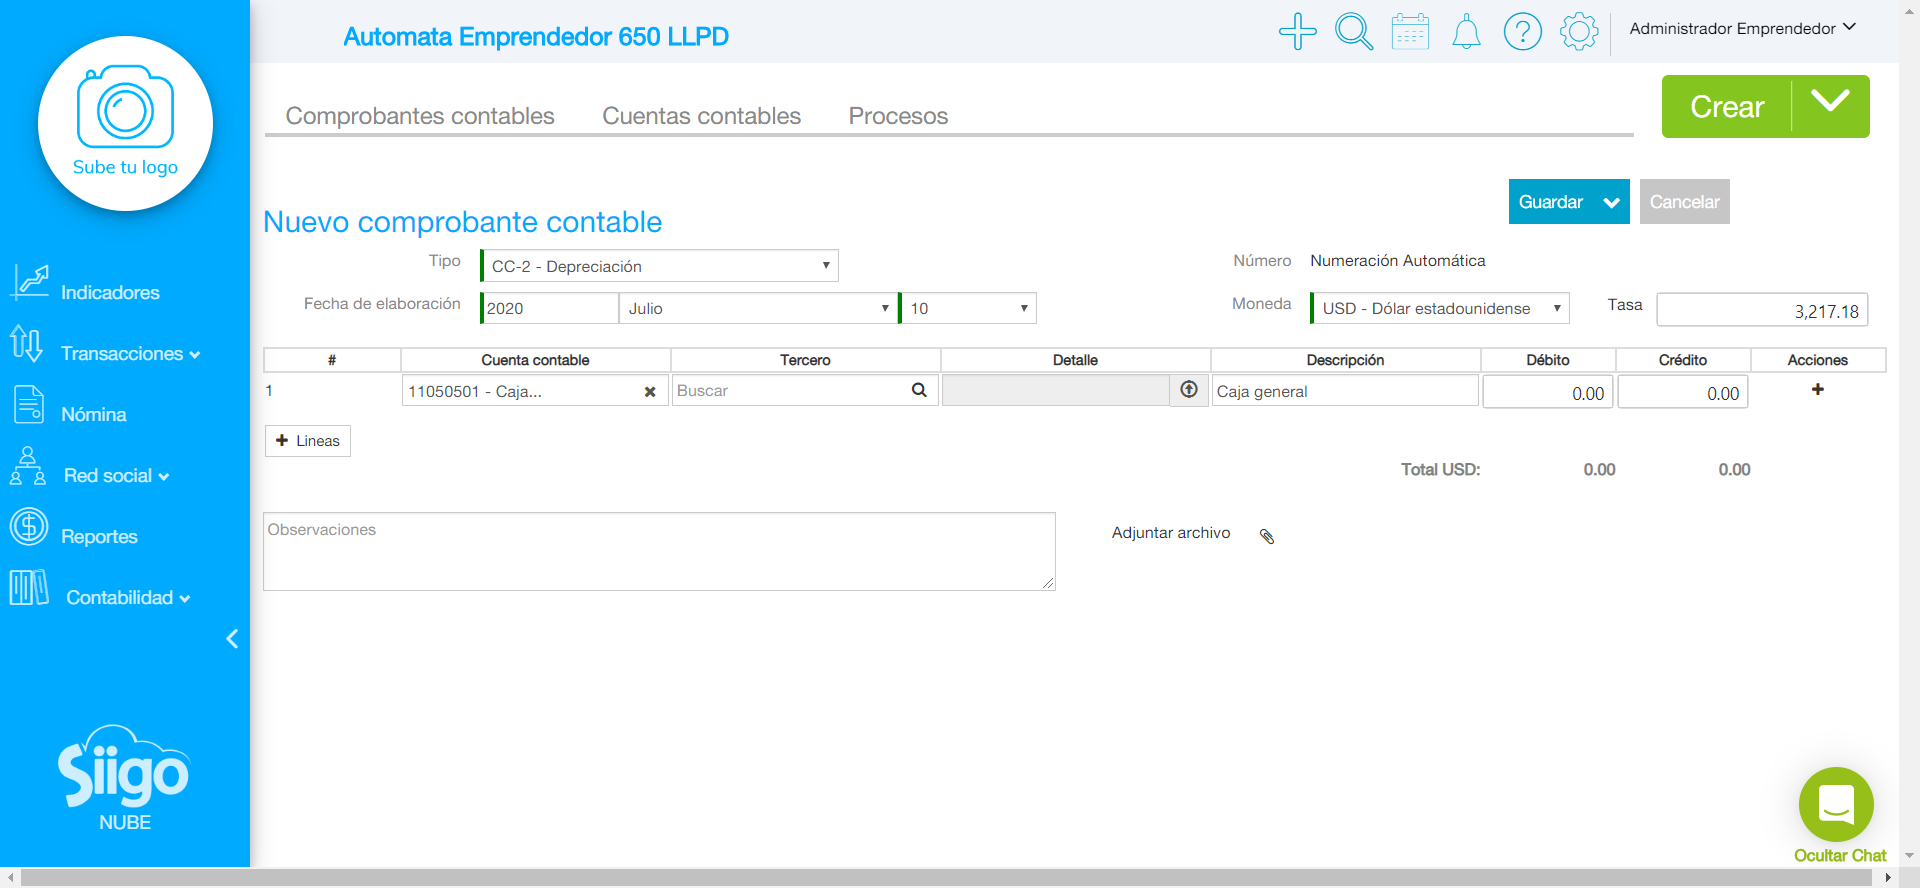 Automata Emprendedor 650 LLPD
Administrador Emprendedor
Sube tu logo
Comprobantes contables
Cuentas contables
Procesos
Crear
Guardar
Cancelar
Nuevo comprobante contable
Tipo
CC-2 - Depreciación
Número
Numeración Automática
Fecha de elaboración
2020
Julio
10
Moneda
USD - Dólar estadounidense
Tasa
3,217.18
# Cuenta contable Tercero Detalle Descripción Débito Crédito Acciones
1 11050501 - Caja... Buscar Caja general 0.00 0.00
Lineas
Total USD: 0.00 0.00
Observaciones
Adjuntar archivo
Indicadores
Transacciones
Nómina
Red social
Reportes
Contabilidad
Siigo
NUBE
Ocultar Chat